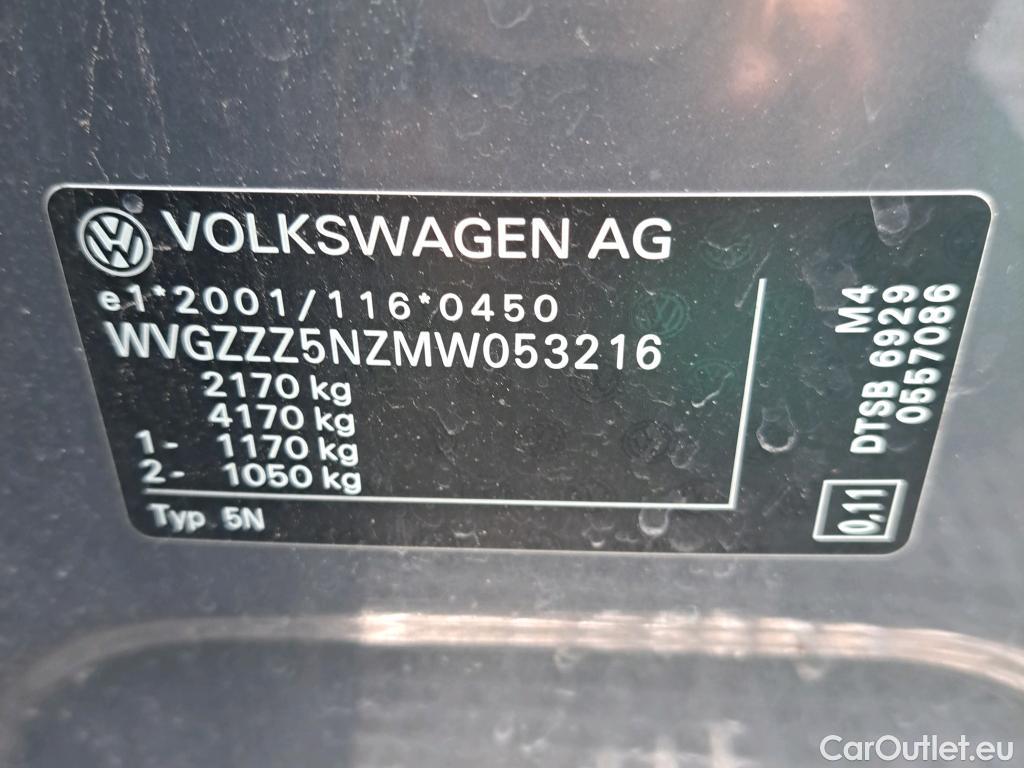 VOLKSWAGEN AG
e1*2001/116*0450
WVGZZZ5NZMW053216
2170 kg
4170 kg
1- 1170 kg
2- 1050 kg
Typ 5N
M4
DTSB 6929
0557086
0,11
CarOutlet.eu